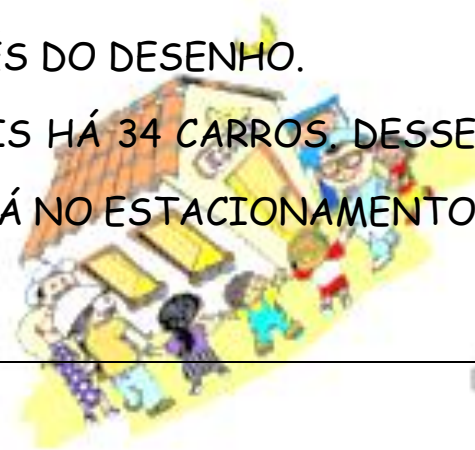 ES DO DESENHO.
IS HÁ 34 CARROS. DESSE
Á NO ESTACIONAMENTO